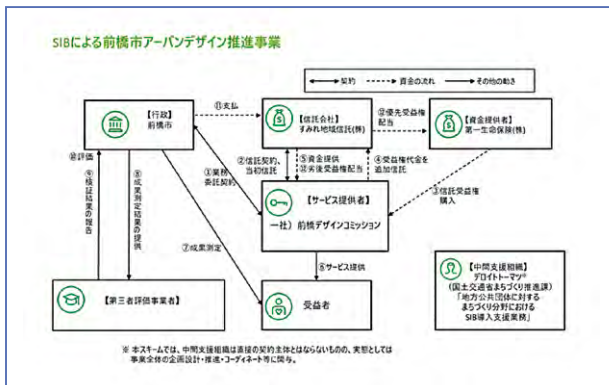 SIBによる前橋市アーバンデザイン推進事業
契約
資金の流れ
その他の動き
【行政】
前橋市
⑪支払
【信託会社】
すみれ地域信託(株)
⑫優先受益権
配当
【資金提供者】
第一生命保険(株)
⑩評価
⑨検証結果の報告
⑧成果測定結果の提供
①業務
委託契約
②信託契約、
当初信託
⑤資金提供
⑫劣後受益権配当
④受益権代金を
追加信託
③信託受益権
購入
【サービス提供者】
一社）前橋デザインコミッション
⑦成果測定
⑥サービス提供
【第三者評価事業者】
受益者
【中間支援組織】
デロイトトーマツ※
(国土交通省まちづくり推進課)
「地方公共団体に対する
まちづくり分野における
SIB導入支援業務」
※ 本スキームでは、中間支援組織は直接の契約主体とはならないものの、実態としては
事業全体の企画設計・推進・コーディネート等に関与。